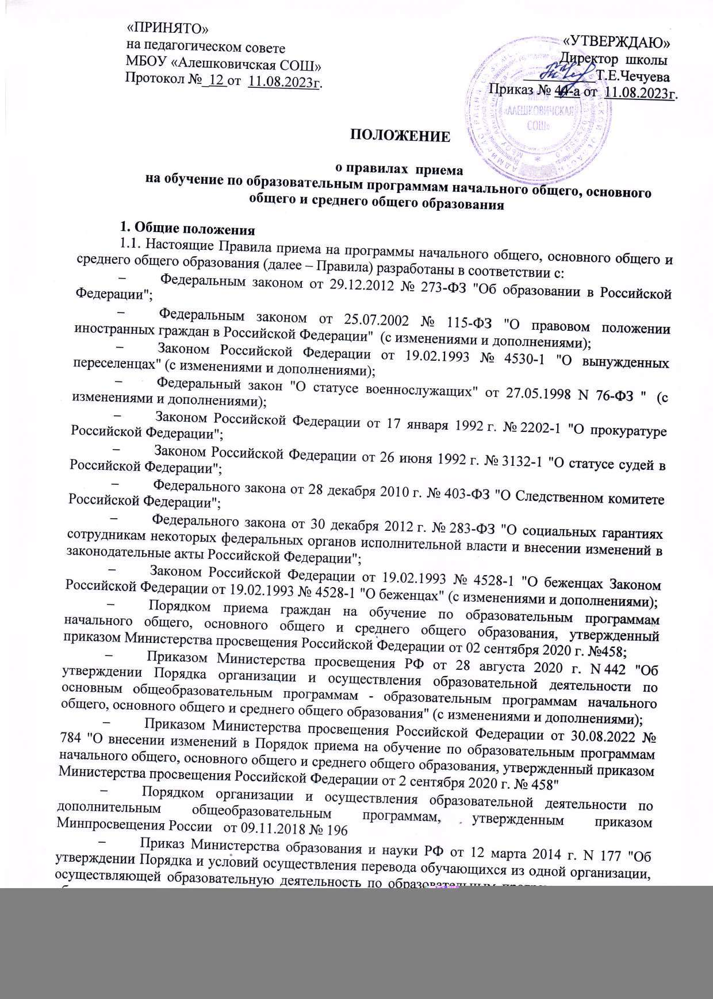 «ПРИНЯТО»
на педагогическом совете
МБОУ «Алешковичская СОШ»
Протокол №_12 от 11.08.2023г.
«УТВЕРЖДАЮ»
Директор школы
__________Т.Е.Чечуева
Приказ № 44-а от 11.08.2023г.
МБОУ
«АЛЕШКОВИЧСКАЯ
СОШ»
ПОЛОЖЕНИЕ
о правилах приема
на обучение по образовательным программам начального общего, основного
общего и среднего общего образования
1. Общие положения
1.1. Настоящие Правила приема на программы начального общего, основного общего и
среднего общего образования (далее – Правила) разработаны в соответствии с:
– Федеральным законом от 29.12.2012 № 273-ФЗ "Об образовании в Российской
Федерации";
– Федеральным законом от 25.07.2002 № 115-ФЗ "О правовом положении
иностранных граждан в Российской Федерации" (с изменениями и дополнениями);
– Законом Российской Федерации от 19.02.1993 № 4530-1 "О вынужденных
переселенцах" (с изменениями и дополнениями);
– Федеральный закон "О статусе военнослужащих" от 27.05.1998 N 76-ФЗ " (с
изменениями и дополнениями);
– Законом Российской Федерации от 17 января 1992 г. № 2202-1 "О прокуратуре
Российской Федерации";
– Законом Российской Федерации от 26 июня 1992 г. № 3132-1 "О статусе судей в
Российской Федерации";
– Федерального закона от 28 декабря 2010 г. № 403-ФЗ "О Следственном комитете
Российской Федерации";
– Федерального закона от 30 декабря 2012 г. № 283-ФЗ "О социальных гарантиях
сотрудникам некоторых федеральных органов исполнительной власти и внесении изменений в
законодательные акты Российской Федерации";
– Законом Российской Федерации от 19.02.1993 № 4528-1 "О беженцах Законом
Российской Федерации от 19.02.1993 № 4528-1 "О беженцах" (с изменениями и дополнениями);
– Порядком приема граждан на обучение по образовательным программам
начального общего, основного общего и среднего общего образования, утвержденный
приказом Министерства просвещения Российской Федерации от 02 сентября 2020 г. №458;
– Приказом Министерства просвещения РФ от 28 августа 2020 г. N 442 "Об
утверждении Порядка организации и осуществления образовательной деятельности по
основным общеобразовательным программам - образовательным программам начального
общего, основного общего и среднего общего образования" (с изменениями и дополнениями);
– Приказом Министерства просвещения Российской Федерации от 30.08.2022 №
784 "О внесении изменений в Порядок приема на обучение по образовательным программам
начального общего, основного общего и среднего общего образования, утвержденный приказом
Министерства просвещения Российской Федерации от 2 сентября 2020 г. № 458"
– Порядком организации и осуществления образовательной деятельности по
дополнительным общеобразовательным программам, утвержденным приказом
Минпросвещения России от 09.11.2018 № 196
– Приказ Министерства образования и науки РФ от 12 марта 2014 г. N 177 "Об
утверждении Порядка и условий осуществления перевода обучающихся из одной организации,
осуществляющей образовательную деятельность по образовательным